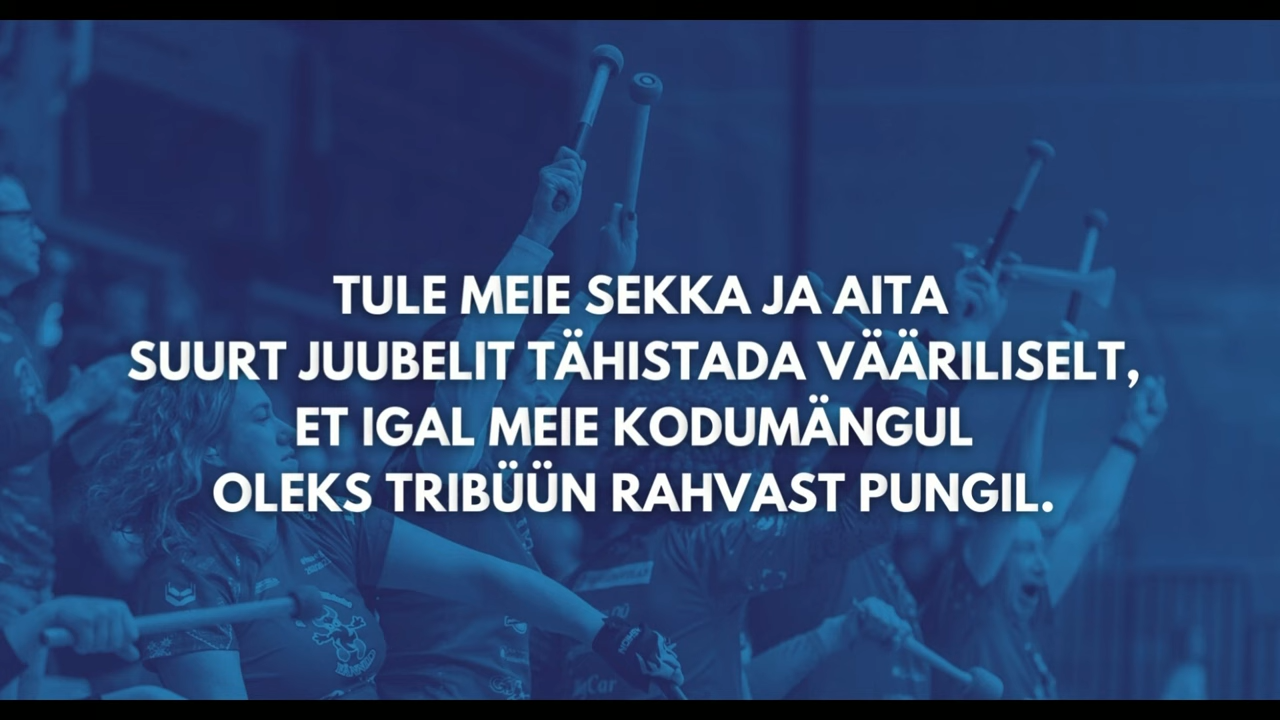 TULE MEIE SEKKA JA AITA
SUURT JUUBELIT TÄHISTADA VÄÄRILISELT,
ET IGAL MEIE KODUMÄNGUL
OLEKS TRIBÜÜN RAHVAST PUNGIL.